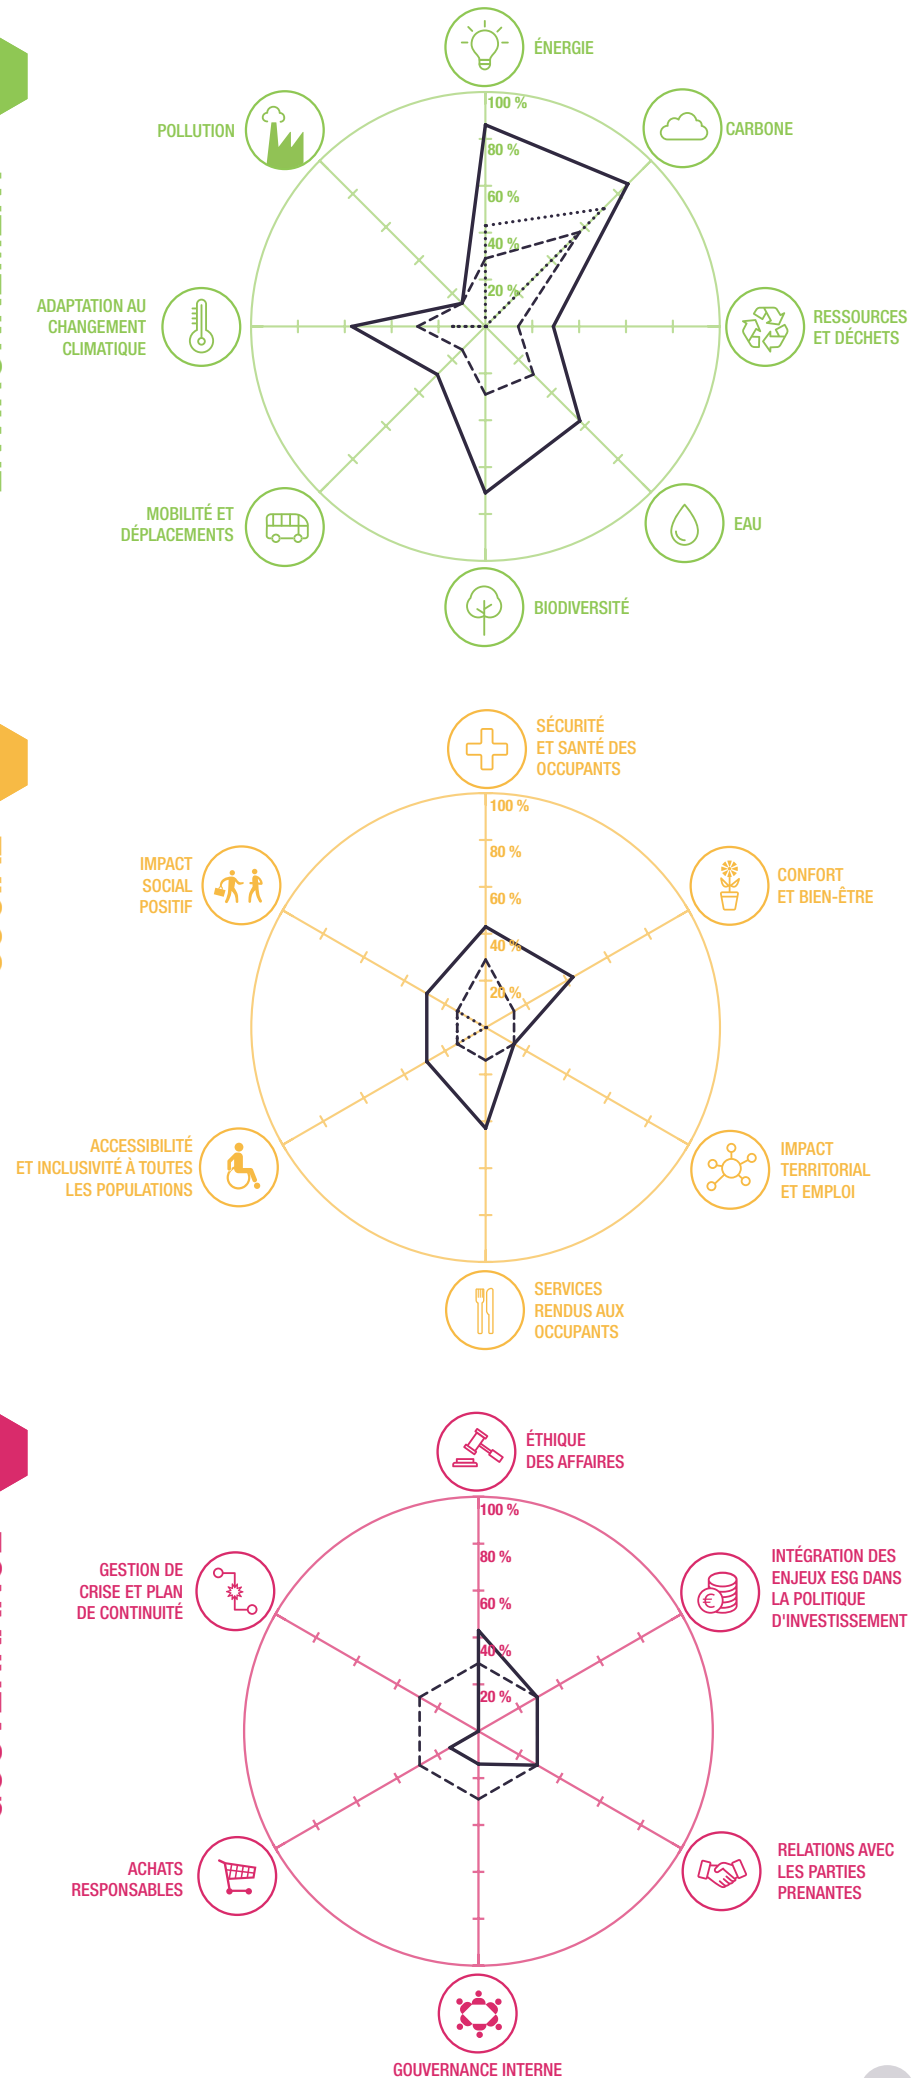 ÉNERGIE
100 %
CARBONE
POLLUTION
80 %
60 %
40 %
20 %
ADAPTATION AU
CHANGEMENT
CLIMATIQUE
RESSOURCES
ET DÉCHETS
MOBILITÉ ET
DÉPLACEMENTS
EAU
BIODIVERSITÉ
SÉCURITÉ
ET SANTÉ DES
OCCUPANTS
100 %
80 %
60 %
40 %
20 %
IMPACT
SOCIAL
POSITIF
CONFORT
ET BIEN-ÊTRE
ACCESSIBILITÉ
ET INCLUSIVITÉ À TOUTES
LES POPULATIONS
IMPACT
TERRITORIAL
ET EMPLOI
SERVICES
RENDUS AUX
OCCUPANTS
ÉTHIQUE
DES AFFAIRES
100 %
80 %
60 %
40 %
20 %
GESTION DE
CRISE ET PLAN
DE CONTINUITÉ
INTÉGRATION DES
ENJEUX ESG DANS
LA POLITIQUE
D'INVESTISSEMENT
ACHATS
RESPONSABLES
RELATIONS AVEC
LES PARTIES
PRENANTES
GOUVERNANCE INTERNE